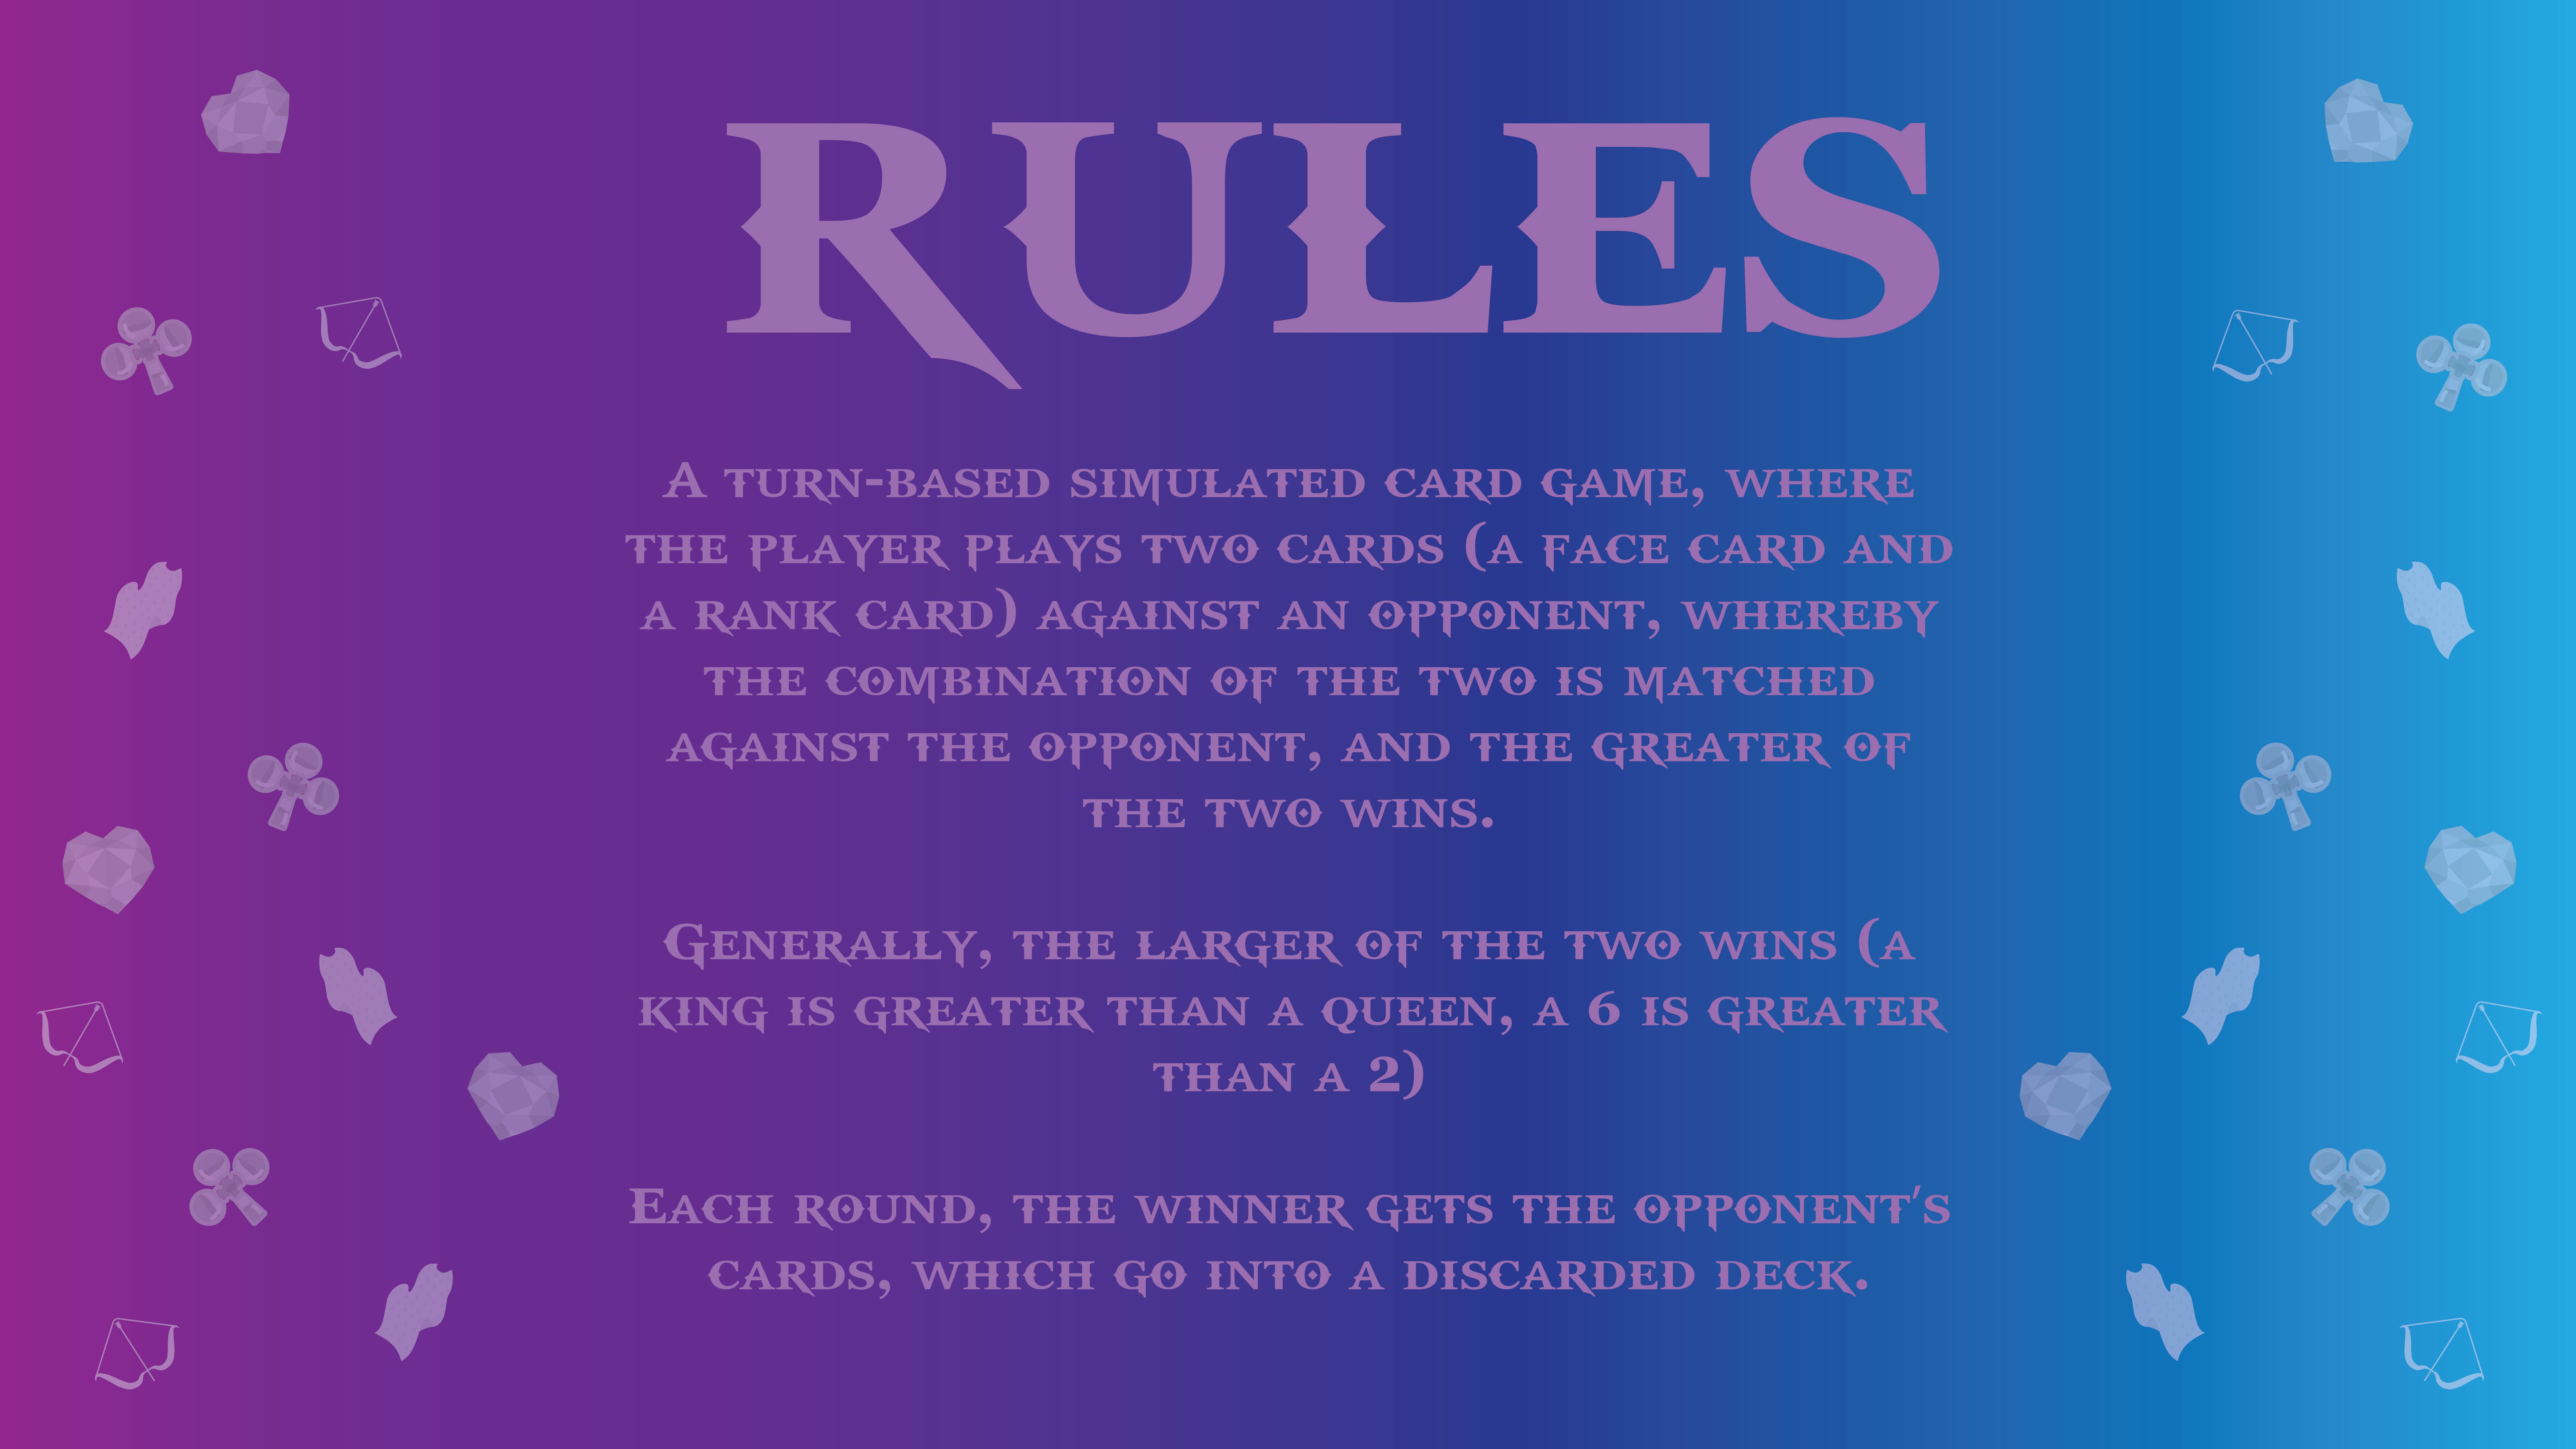 RULES
A turn-based simulated card game, where
the player plays two cards (a face card and
a rank card) against an opponent, whereby
the combination of the two is matched
against the opponent, and the greater of
the two wins.
Generally, the larger of the two wins (a
king is greater than a queen, a 6 is greater
than a 2)
Each round, the winner gets the opponent's
cards, which go into a discarded deck.